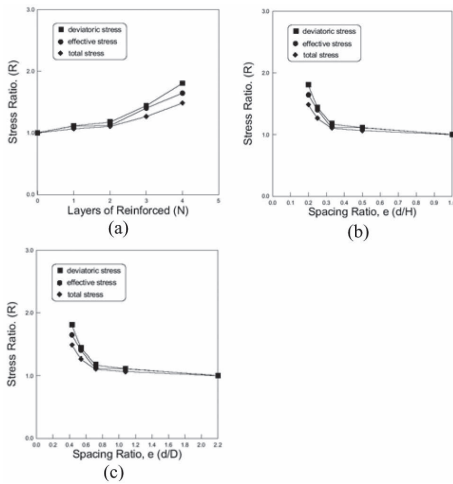 3.0
deviatoric stress
effective stress
total stress
2.0
1.0
0.0
Stress Ratio. (R)
0 1 2 3 4 5
Layers of Reinforced (N)
(a)
3.0
deviatoric stress
effective stress
total stress
2.0
1.0
0.0
Stress Ratio. (R)
0.0 0.1 0.2 0.3 0.4 0.5 0.6 0.7 0.8 0.9 1.
Spacing Ratio, e (d/H)
(b)
3.0
deviatoric stress
effective stress
total stress
2.0
1.0
0.0
Stress Ratio. (R)
0.0 0.2 0.4 0.6 0.8 1.0 1.2 1.4 1.6 1.8 2.0 2.2
Spacing Ratio, e (d/D)
(c)